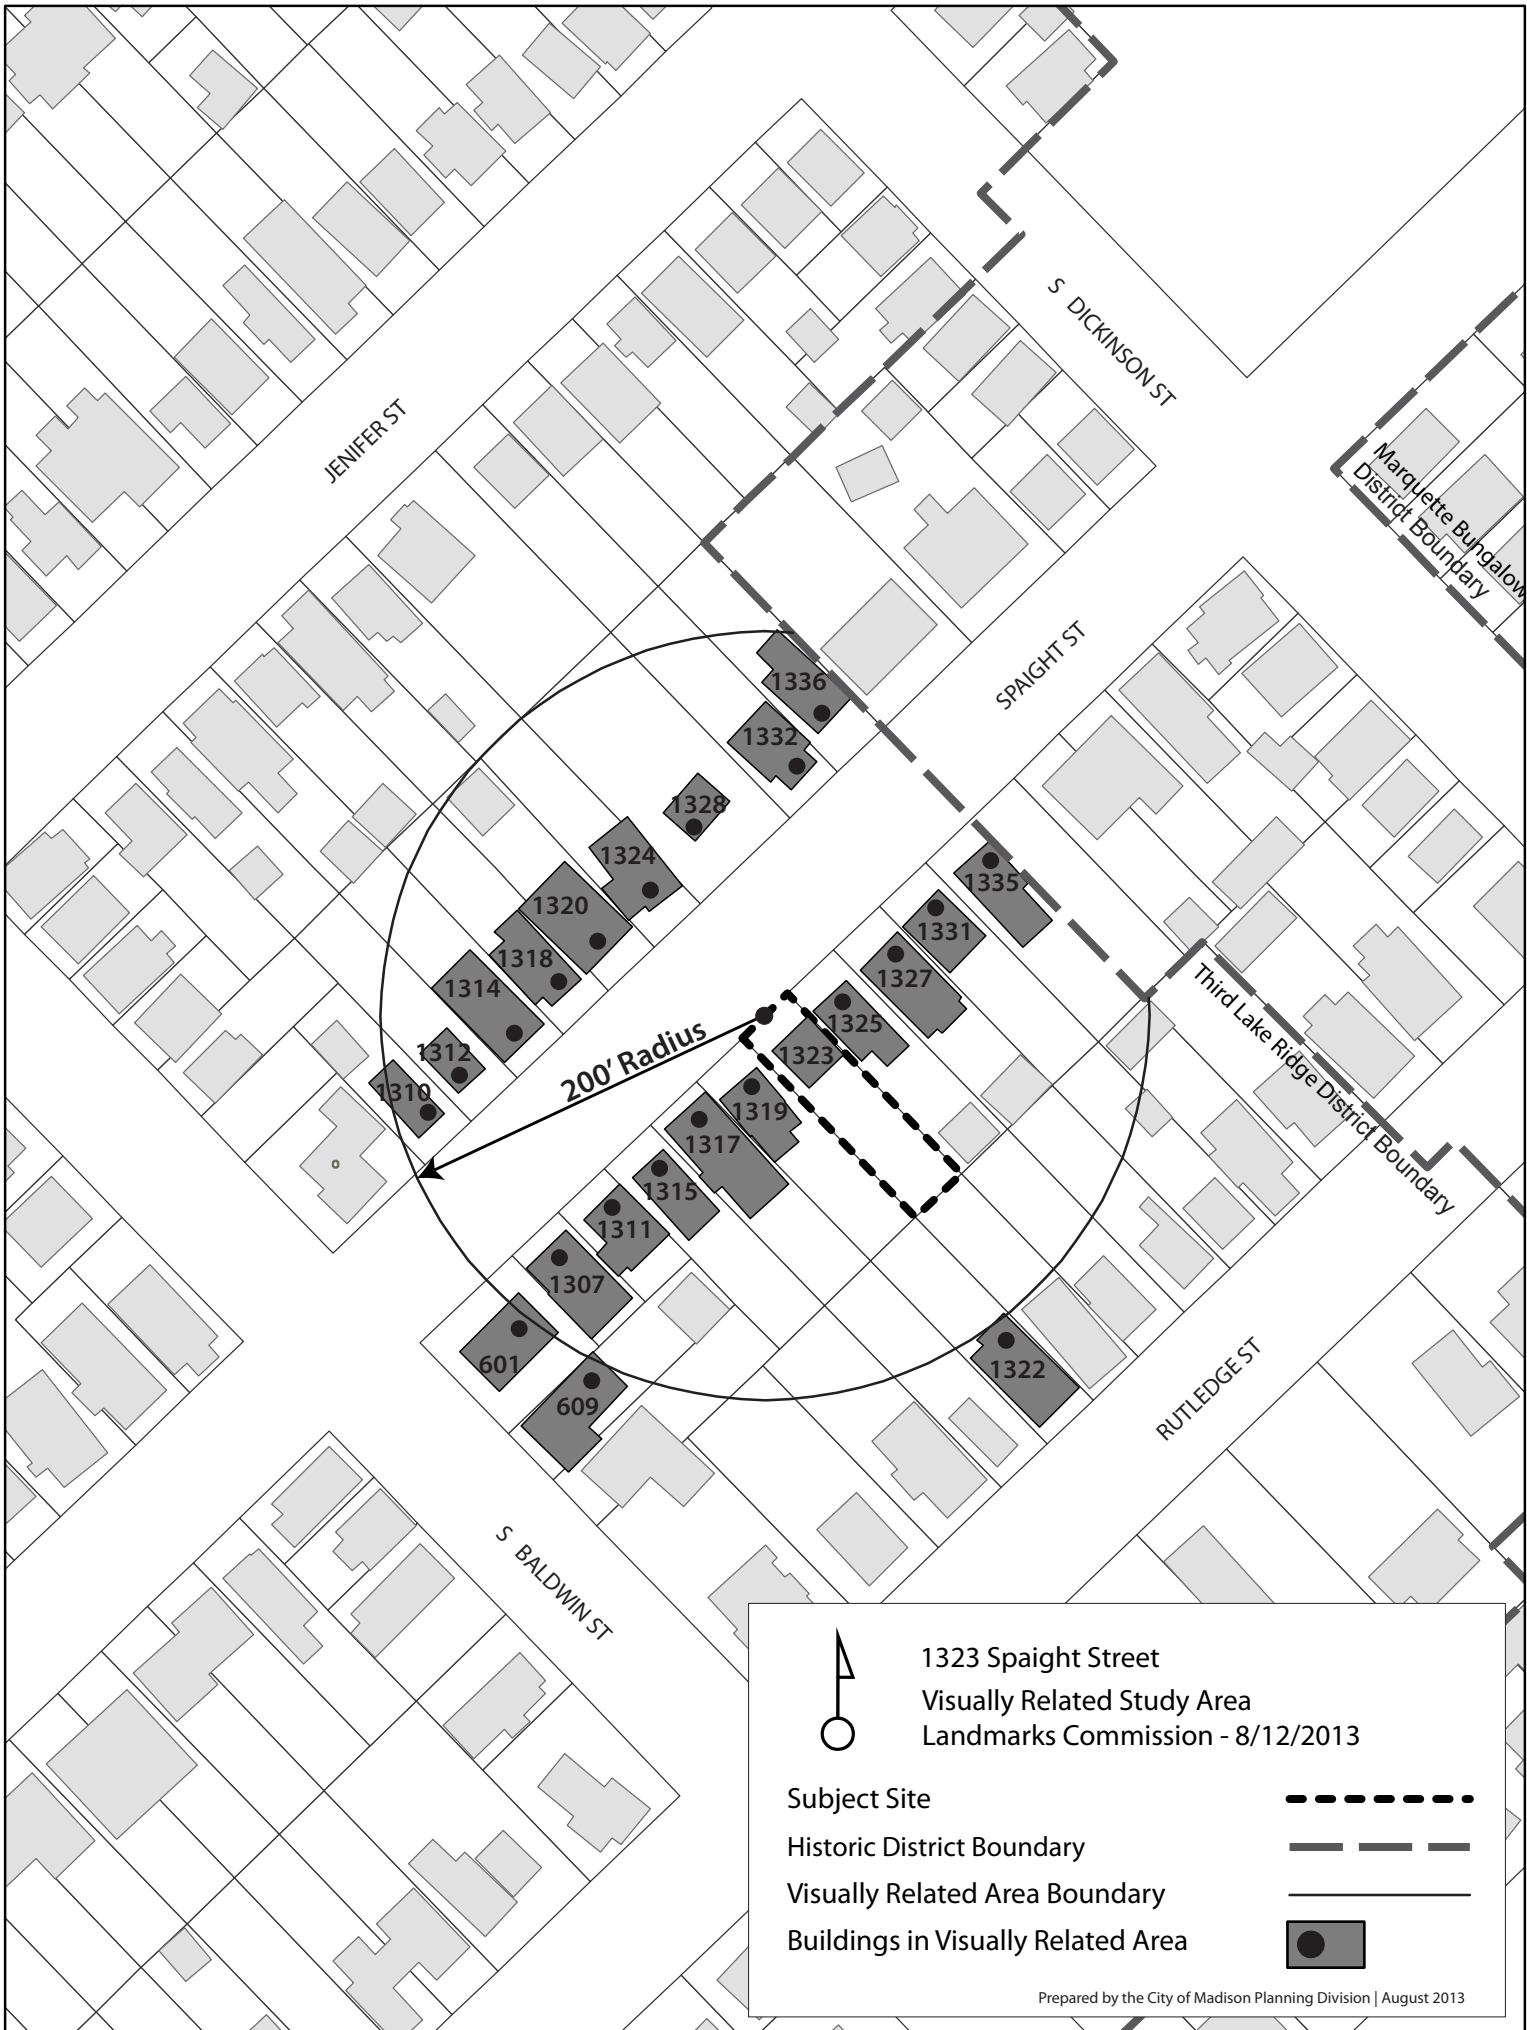 S DICKINSON ST
JENIFER ST
Marquette Bungalow
District Boundary
SPAIGHT ST
1336
1332
1328
1324
1335
1320
1331
1318
1327
1314
Third Lake Ridge District Boundary
1325
1312
1323
200' Radius
1310
1319
1317
1315
1311
1307
601
1322
609
RUTLEDGE ST
S BALDWIN ST
1323 Spaight Street
Visually Related Study Area
Landmarks Commission - 8/12/2013
Subject Site
Historic District Boundary
Visually Related Area Boundary
Buildings in Visually Related Area
Prepared by the City of Madison Planning Division | August 2013